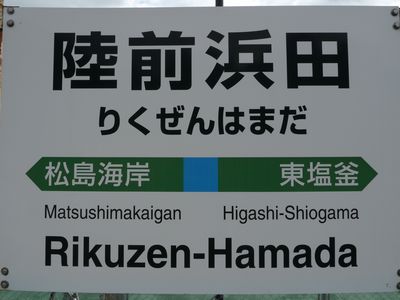 陸前浜田
りくぜんはまだ
松島海岸 東塩釜
Matsushimakaigan Higashi-Shiogama
Rikuzen-Hamada